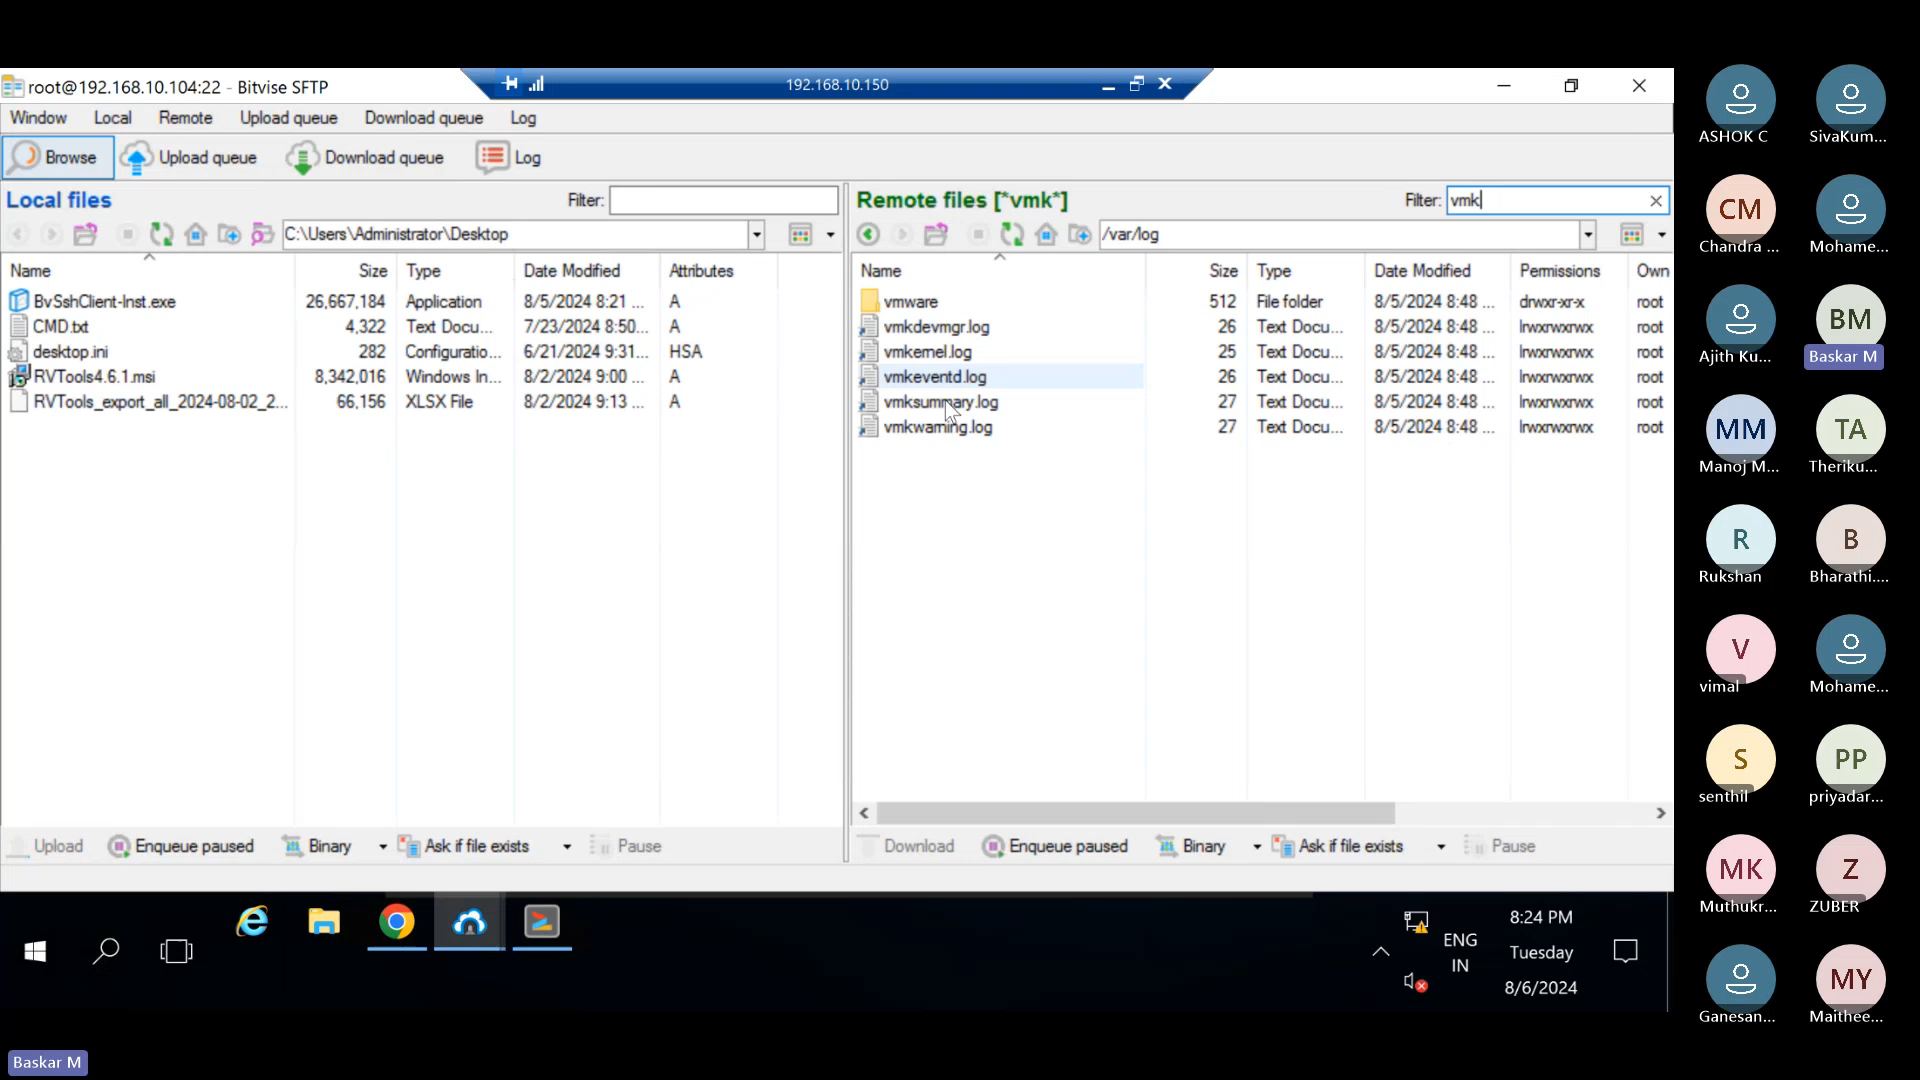 root@192.168.10.104:22 - Bitvise SFTP
192.168.10.150
Window Local Remote Upload queue Download queue Log
Browse Upload queue Download queue Log
Local files Filter:
C:\Users\Administrator\Desktop
Name Size Type Date Modified Attributes
BvSshClient-Inst.exe 26,667,184 Application 8/5/2024 8:21 ... A
CMD.txt 4,322 Text Docu... 7/23/2024 8:50... A
desktop.ini 282 Configuratio... 6/21/2024 9:31... HSA
RVTools4.6.1.msi 8,342,016 Windows In... 8/2/2024 9:00 ... A
RVTools_export_all_2024-08-02_2... 66,156 XLSX File 8/2/2024 9:13 ... A
Upload Enqueue paused Binary Ask if file exists Pause
Remote files [*vmk*] Filter: vmk
/var/log
Name Size Type Date Modified Permissions Own
vmware 512 File folder 8/5/2024 8:48 ... drwxr-xr-x root
vmkdevmgr.log 26 Text Docu... 8/5/2024 8:48 ... lrwxrwxrwx root
vmkernel.log 25 Text Docu... 8/5/2024 8:48 ... lrwxrwxrwx root
vmkeventd.log 26 Text Docu... 8/5/2024 8:48 ... lrwxrwxrwx root
vmksummary.log 27 Text Docu... 8/5/2024 8:48 ... lrwxrwxrwx root
vmkwarning.log 27 Text Docu... 8/5/2024 8:48 ... lrwxrwxrwx root
Download Enqueue paused Binary Ask if file exists Pause
ENG
IN
8:24 PM
Tuesday
8/6/2024
Baskar M
ASHOK C
SivaKum...
CM
Chandra ...
Mohame...
Ajith Ku...
BM
Baskar M
MM
Manoj M...
TA
Theriku...
R
Rukshan
B
Bharathi....
V
vimal
Mohame...
S
senthil
PP
priyadar...
MK
Muthukr...
Z
ZUBER
Ganesan...
MY
Maithee...